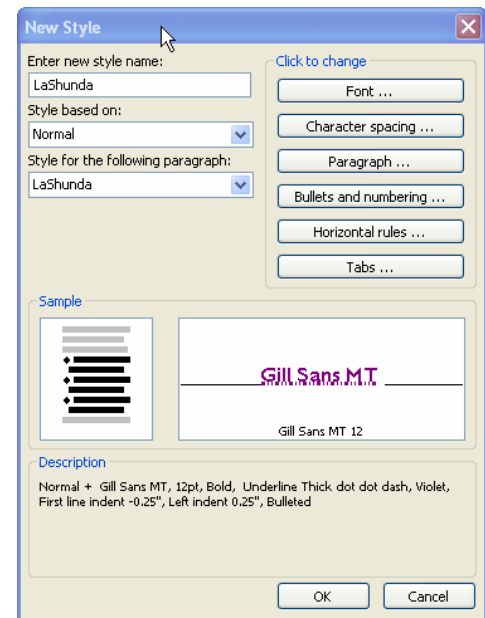 New Style
Enter new style name:
LaShunda
Style based on:
Normal
Style for the following paragraph:
LaShunda
Click to change
Font ...
Character spacing ...
Paragraph ...
Bullets and numbering ...
Horizontal rules ...
Tabs ...
Sample
Gill Sans MT
Gill Sans MT 12
Description
Normal + Gill Sans MT, 12pt, Bold, Underline Thick dot dot dash, Violet,
First line indent -0.25", Left indent 0.25", Bulleted
OK
Cancel